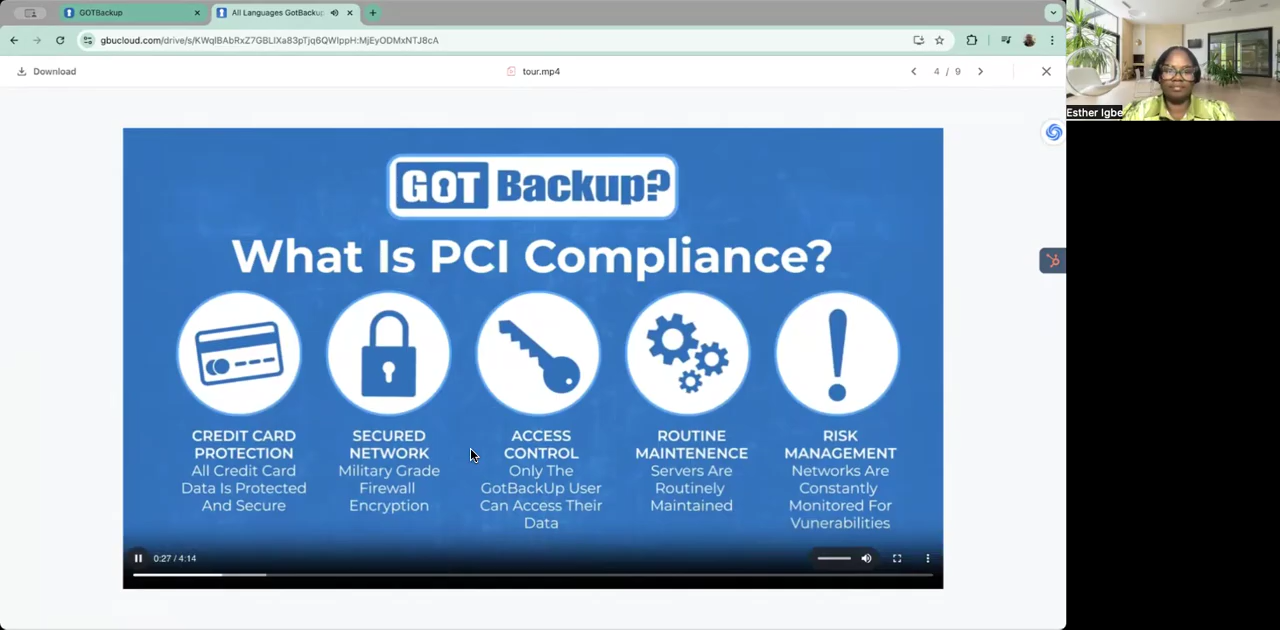 GOTBackup
All Languages GotBackup
gbucloud.com/drive/s/KWqIBAbRxZ7GBLIXa83pTjq6QWIppH:MjEyODMxNTJ8cA
Download
tour.mp4
4 / 9
Esther Igbe
GOT Backup?
What Is PCI Compliance?
CREDIT CARD
PROTECTION
All Credit Card
Data Is Protected
And Secure
SECURED
NETWORK
Military Grade
Firewall
Encryption
ACCESS
CONTROL
Only The
GotBackUp User
Can Access Their
Data
ROUTINE
MAINTENENCE
Servers Are
Routinely
Maintained
RISK
MANAGEMENT
Networks Are
Constantly
Monitored For
Vunerabilities
0:27 / 4:14